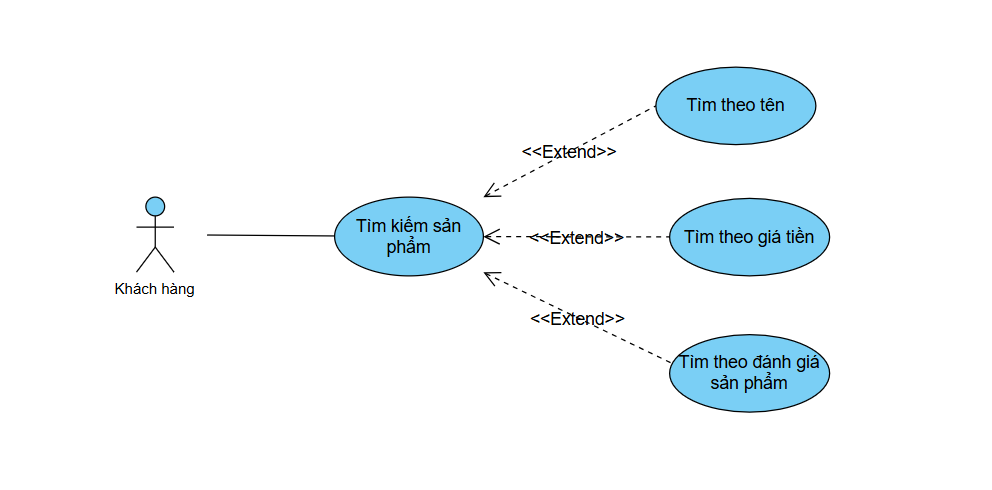 Tìm theo tên
<<Extend>>
Tìm kiếm sản
phẩm
<<Extend>>
Tìm theo giá tiền
Khách hàng
<<Extend>>
Tìm theo đánh giá
sản phẩm